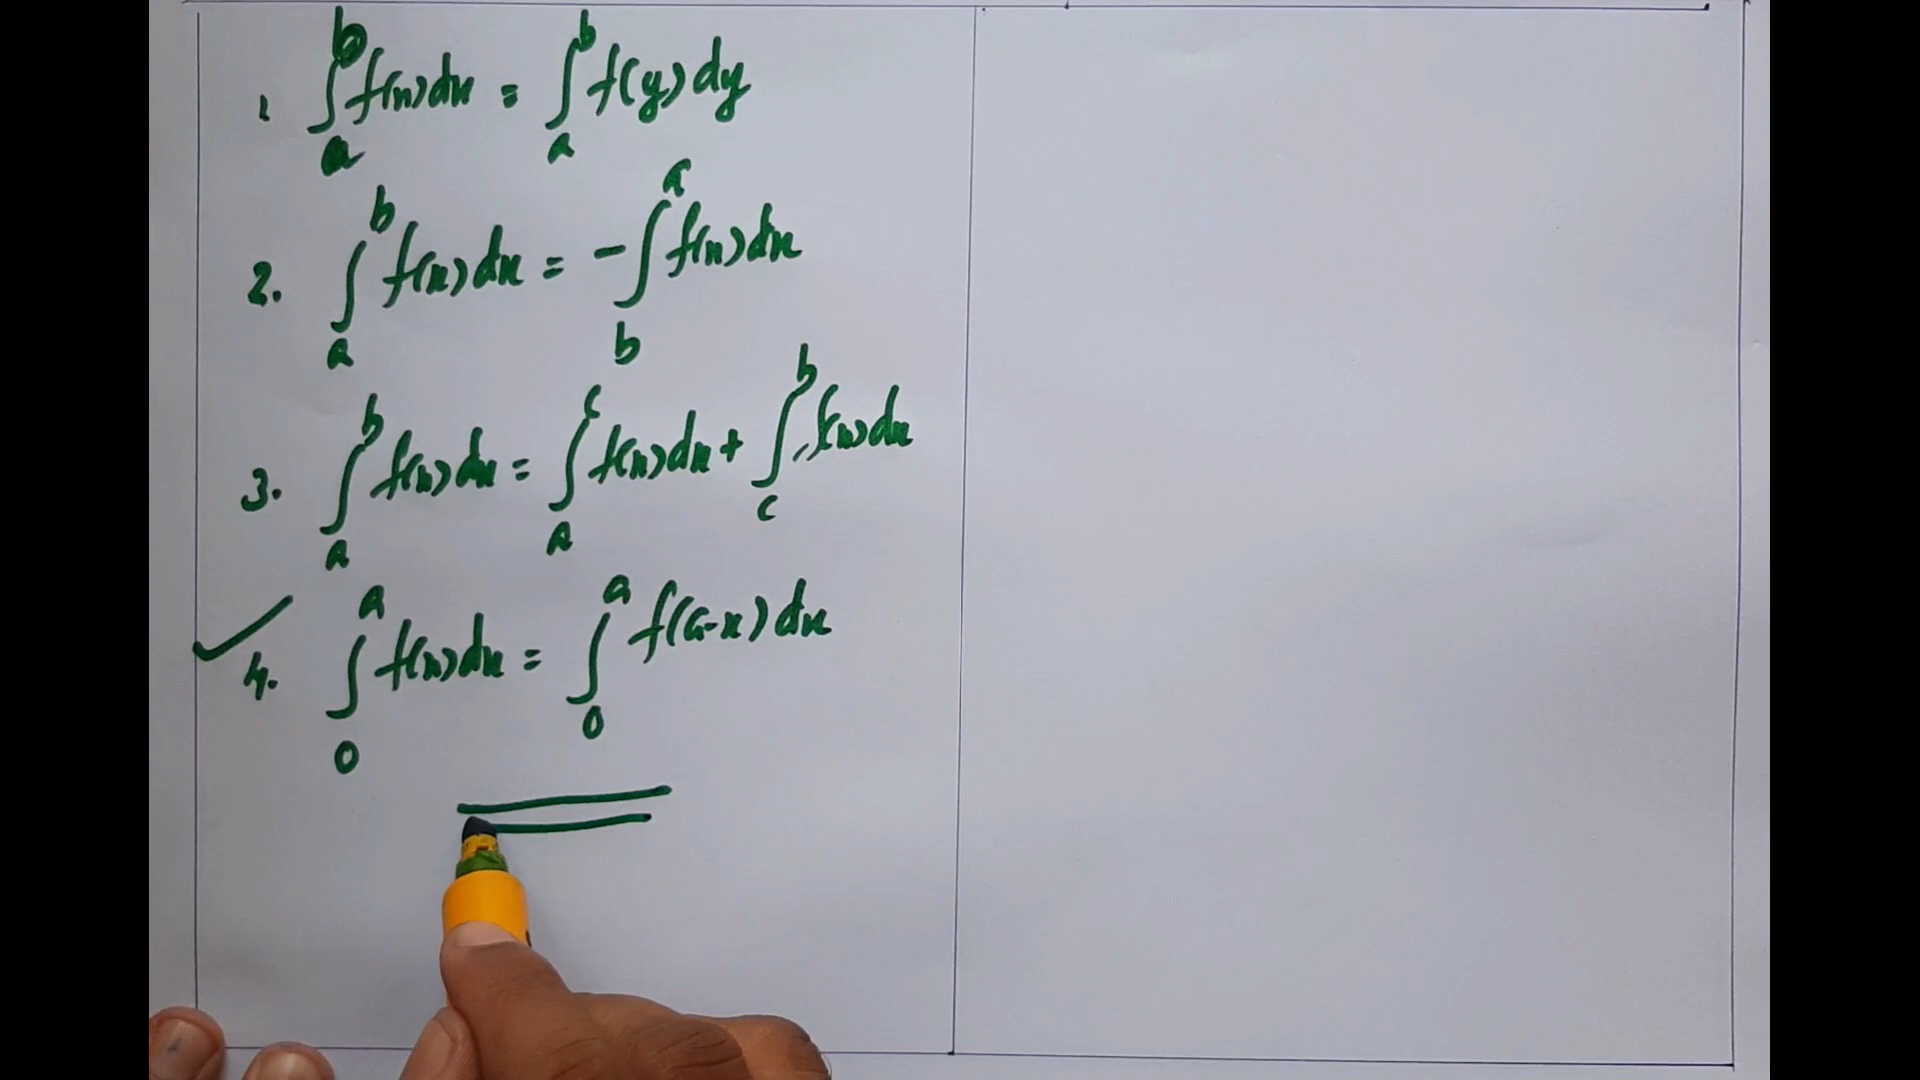 1. ∫_a^b f(x)dx = ∫_a^b f(y)dy
2. ∫_a^b f(x)dx = -∫_b^a f(x)dx
3. ∫_a^b f(x)dx = ∫_a^c f(x)dx + ∫_c^b f(x)dx
✓ 4. ∫_0^a f(x)dx = ∫_0^a f(a-x)dx